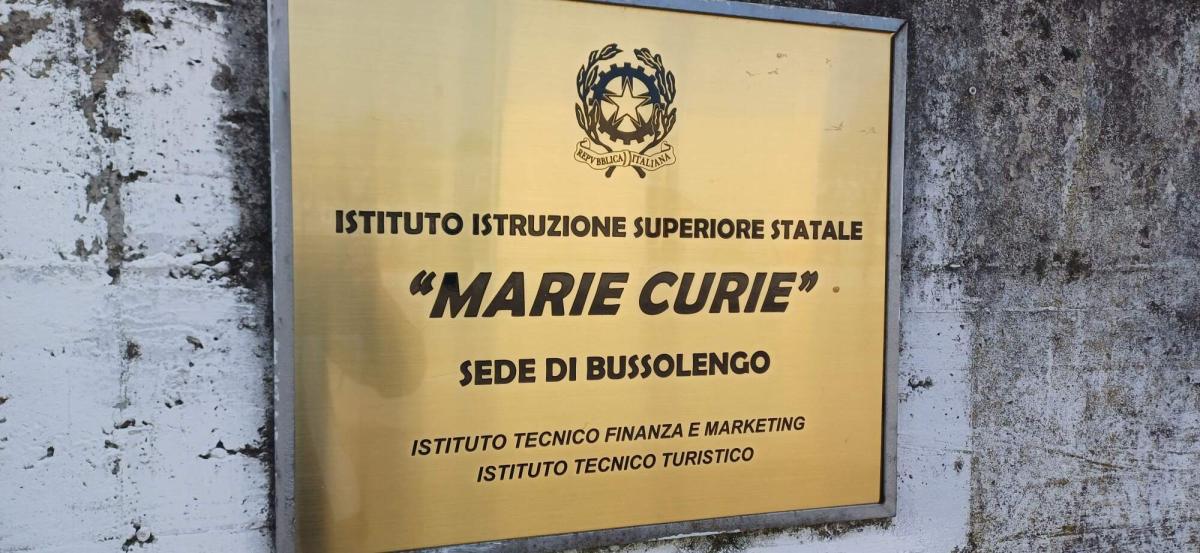 REPVBBLICA ITALIANA
ISTITUTO ISTRUZIONE SUPERIORE STATALE
“MARIE CURIE”
SEDE DI BUSSOLENGO
ISTITUTO TECNICO FINANZA E MARKETING
ISTITUTO TECNICO TURISTICO